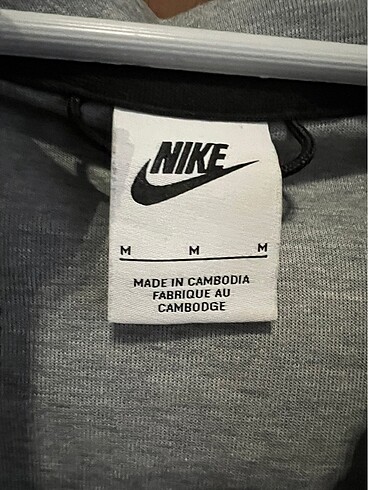 NIKE
M M M
MADE IN CAMBODIA
FABRIQUE AU
CAMBODGE